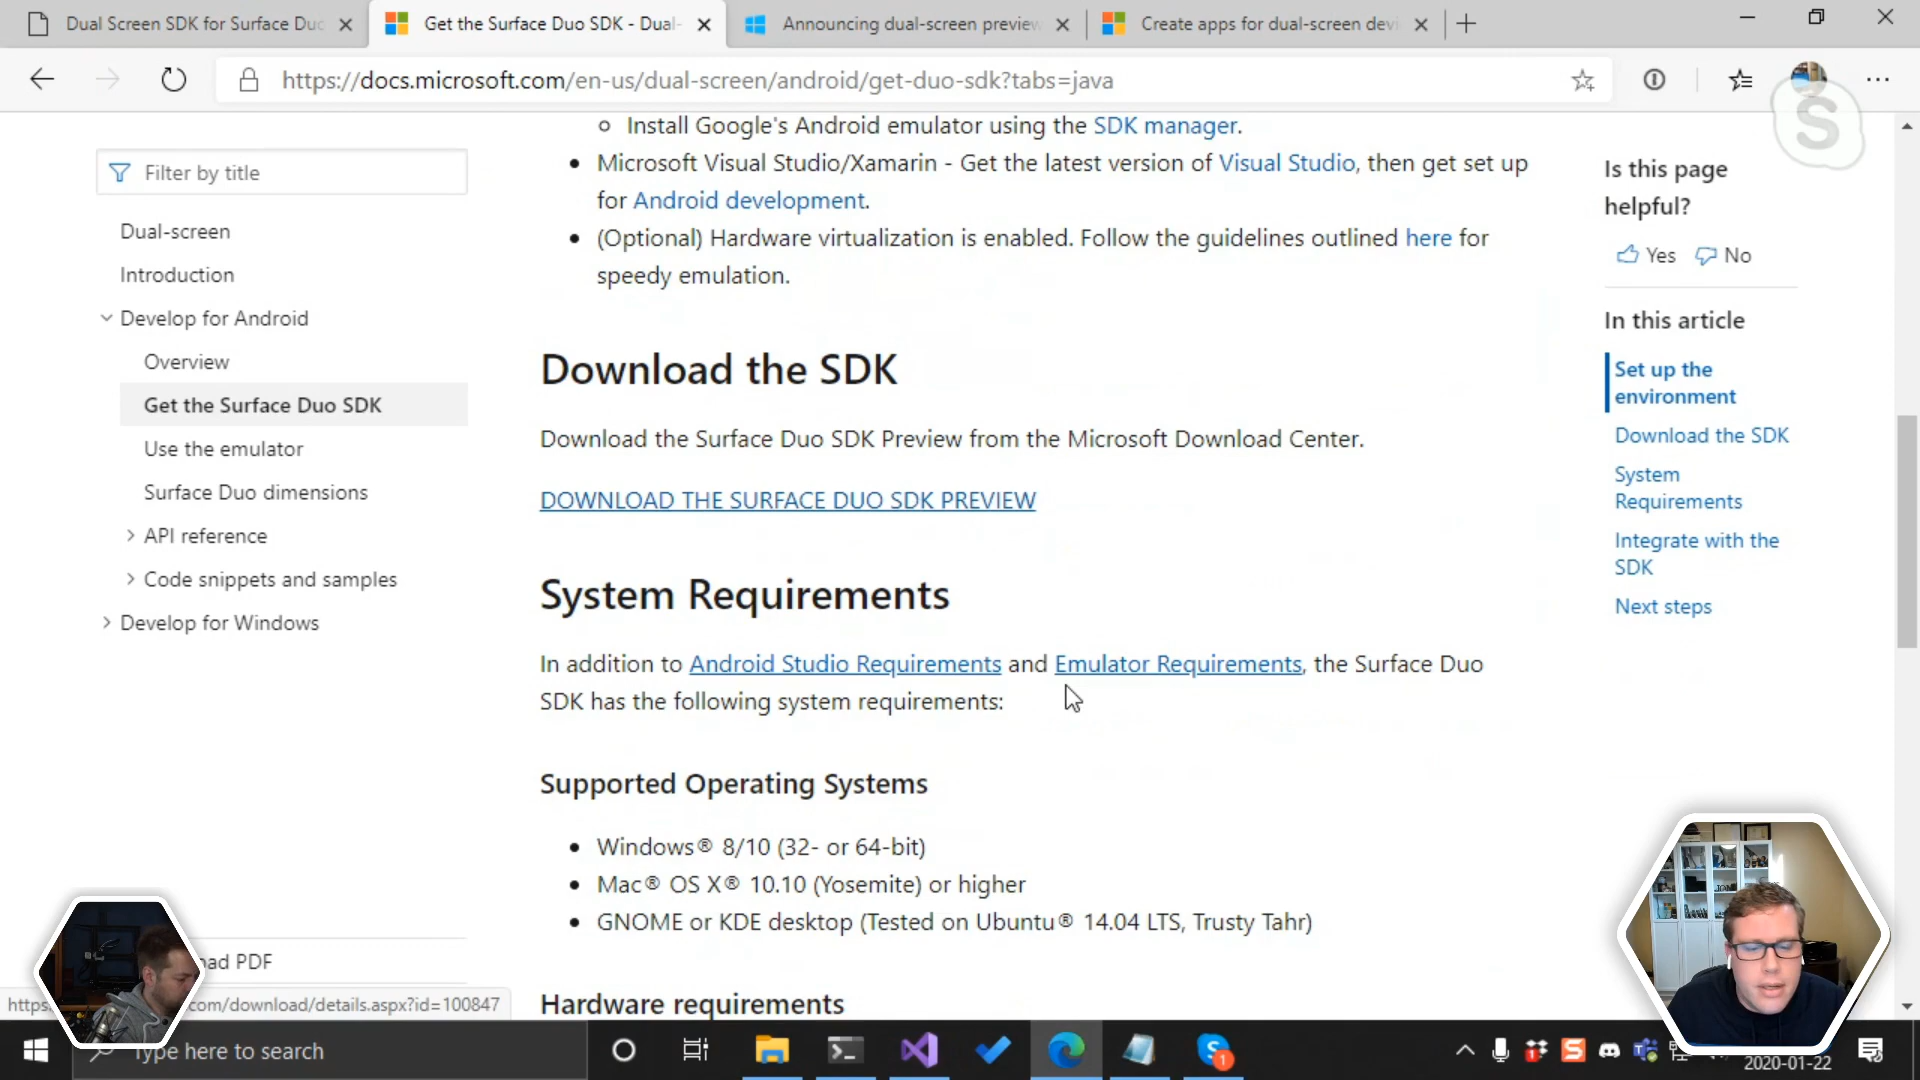 Dual Screen SDK for Surface Duo
Get the Surface Duo SDK - Dual-
Announcing dual-screen preview
Create apps for dual-screen devi
https://docs.microsoft.com/en-us/dual-screen/android/get-duo-sdk?tabs=java
Filter by title
Dual-screen
Introduction
Develop for Android
Overview
Get the Surface Duo SDK
Use the emulator
Surface Duo dimensions
API reference
Code snippets and samples
Develop for Windows
PDF
com/download/details.aspx?id=100847
Install Google's Android emulator using the SDK manager.
Microsoft Visual Studio/Xamarin - Get the latest version of Visual Studio, then get set up
for Android development.
(Optional) Hardware virtualization is enabled. Follow the guidelines outlined here for
speedy emulation.
Download the SDK
Download the Surface Duo SDK Preview from the Microsoft Download Center.
DOWNLOAD THE SURFACE DUO SDK PREVIEW
System Requirements
In addition to Android Studio Requirements and Emulator Requirements, the Surface Duo
SDK has the following system requirements:
Supported Operating Systems
Windows® 8/10 (32- or 64-bit)
Mac® OS X® 10.10 (Yosemite) or higher
GNOME or KDE desktop (Tested on Ubuntu® 14.04 LTS, Trusty Tahr)
Hardware requirements
Is this page
helpful?
Yes No
In this article
Set up the
environment
Download the SDK
System
Requirements
Integrate with the
SDK
Next steps
Type here to search
1
2020-01-22